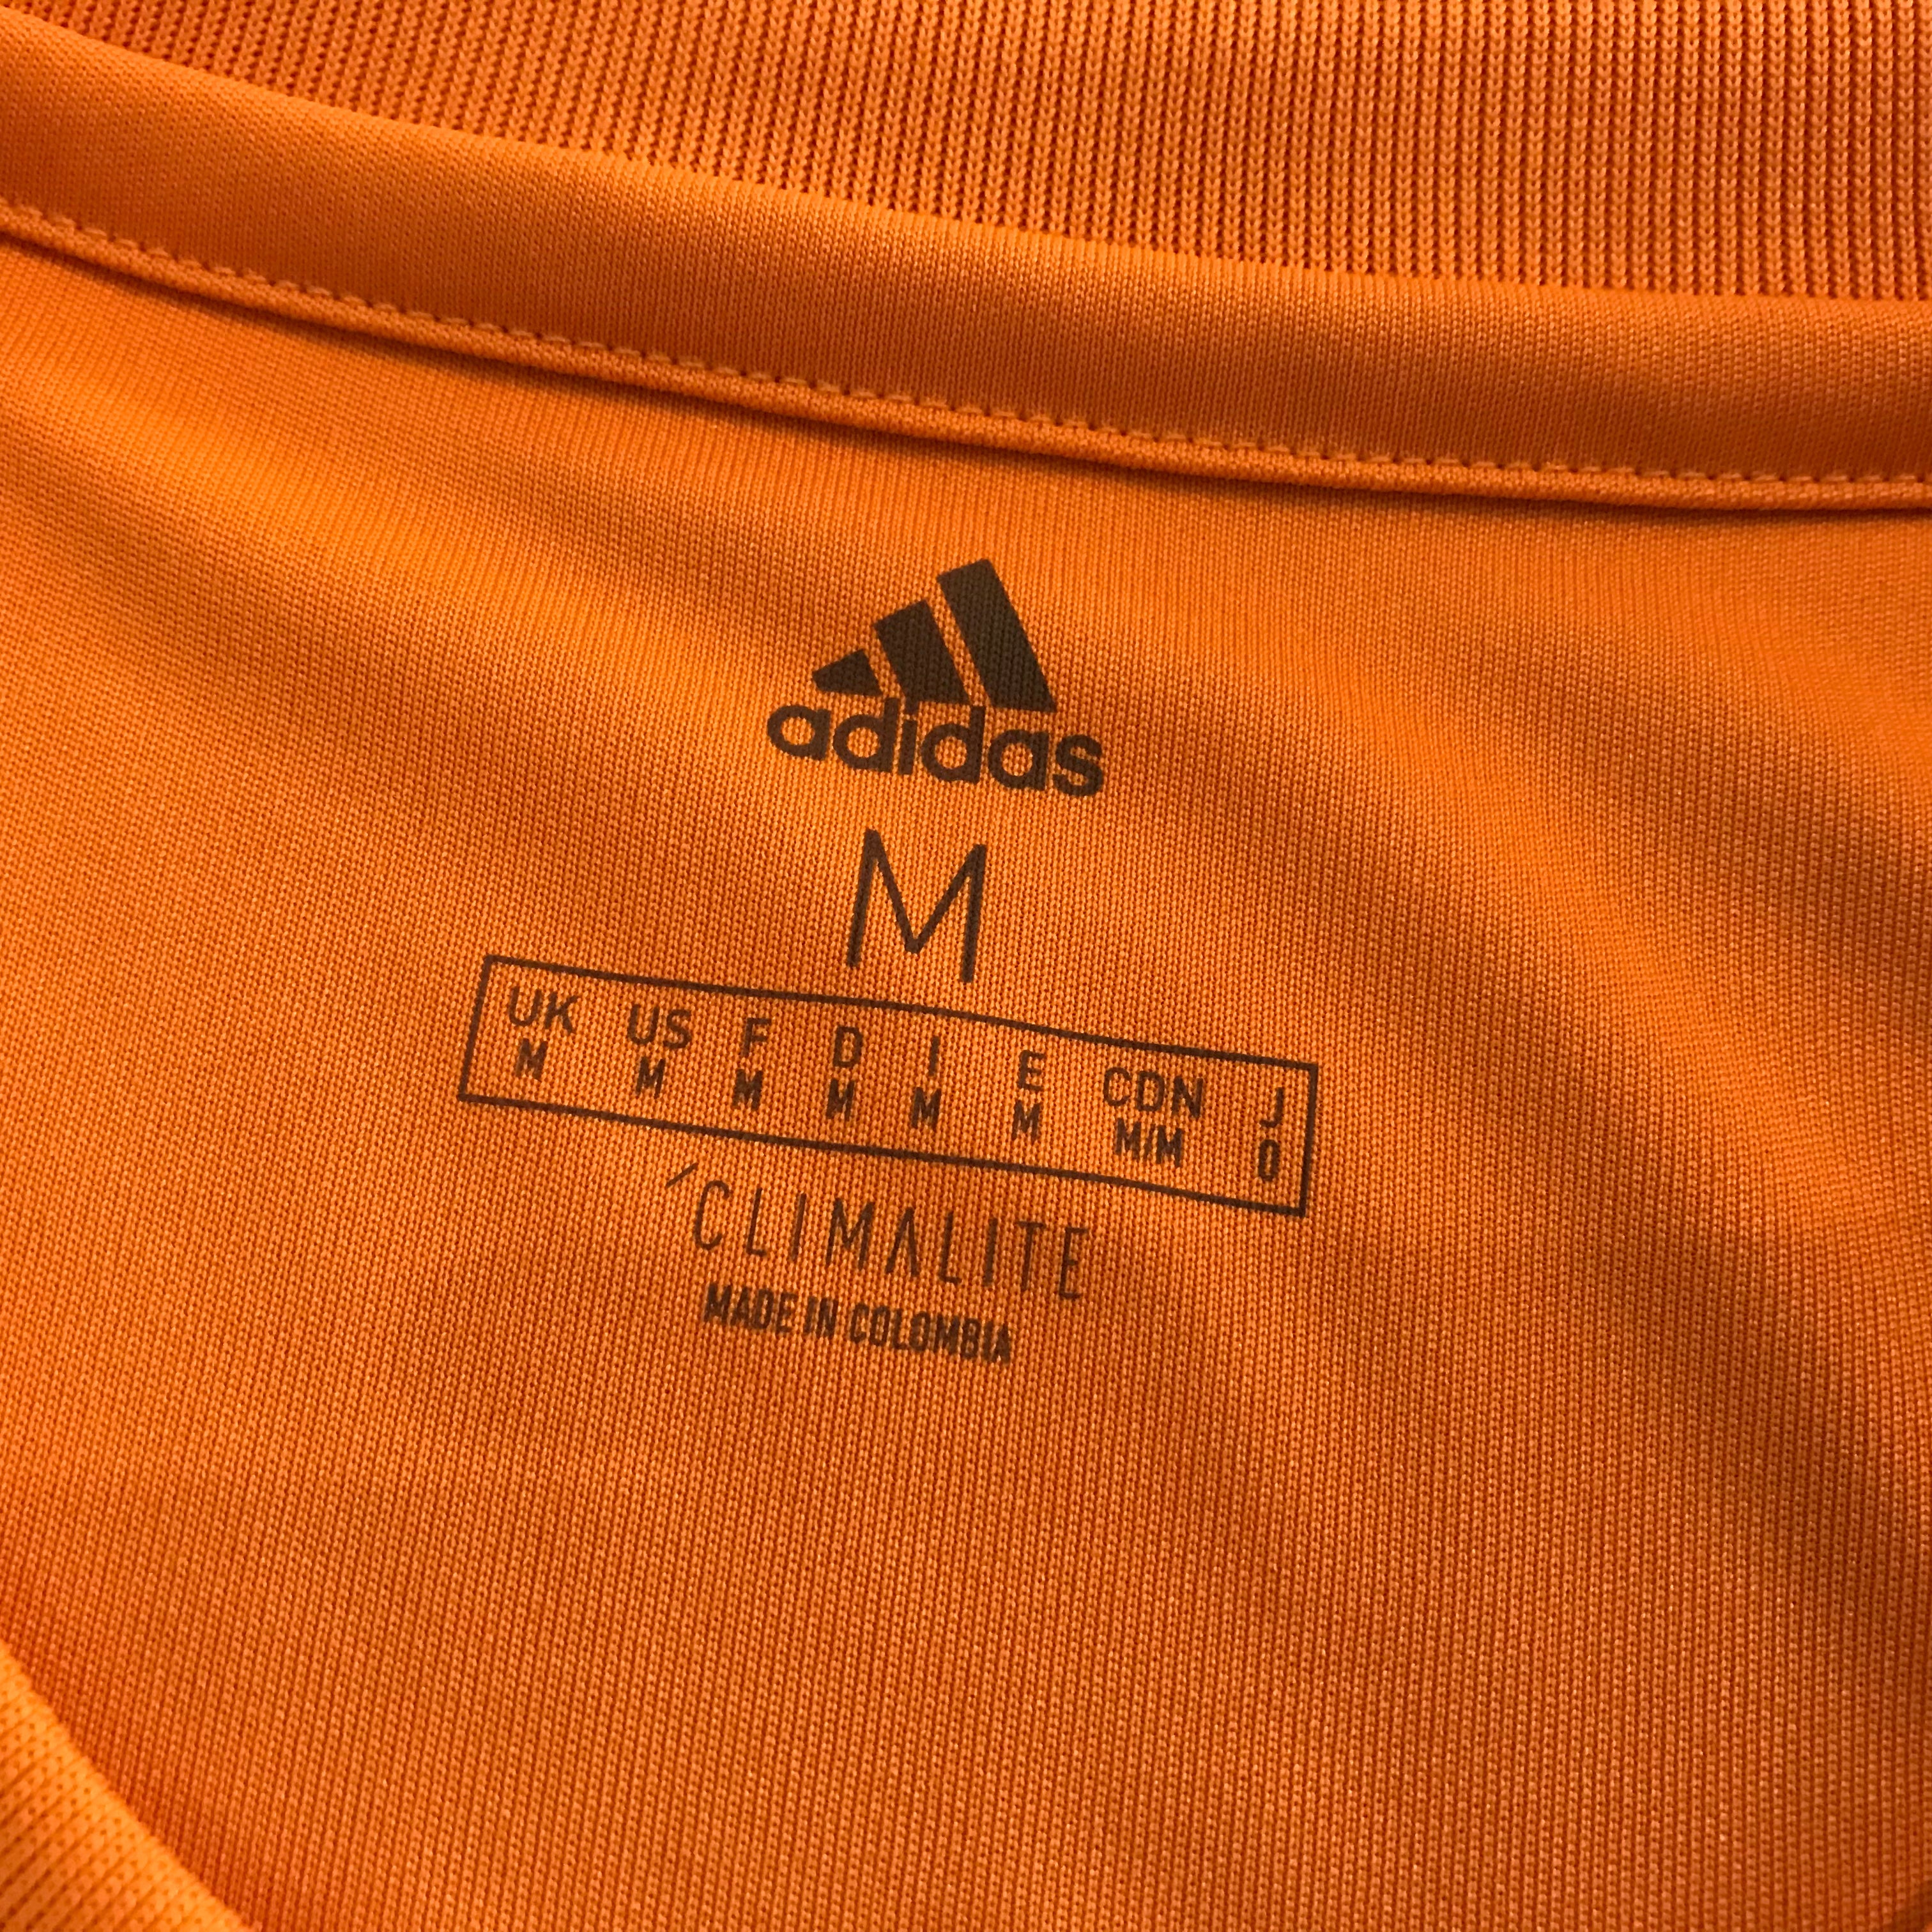 adidas
M
UK US F D I E CDN J
M M M M M M M/M O
CLIMALITE
MADE IN COLOMBIA